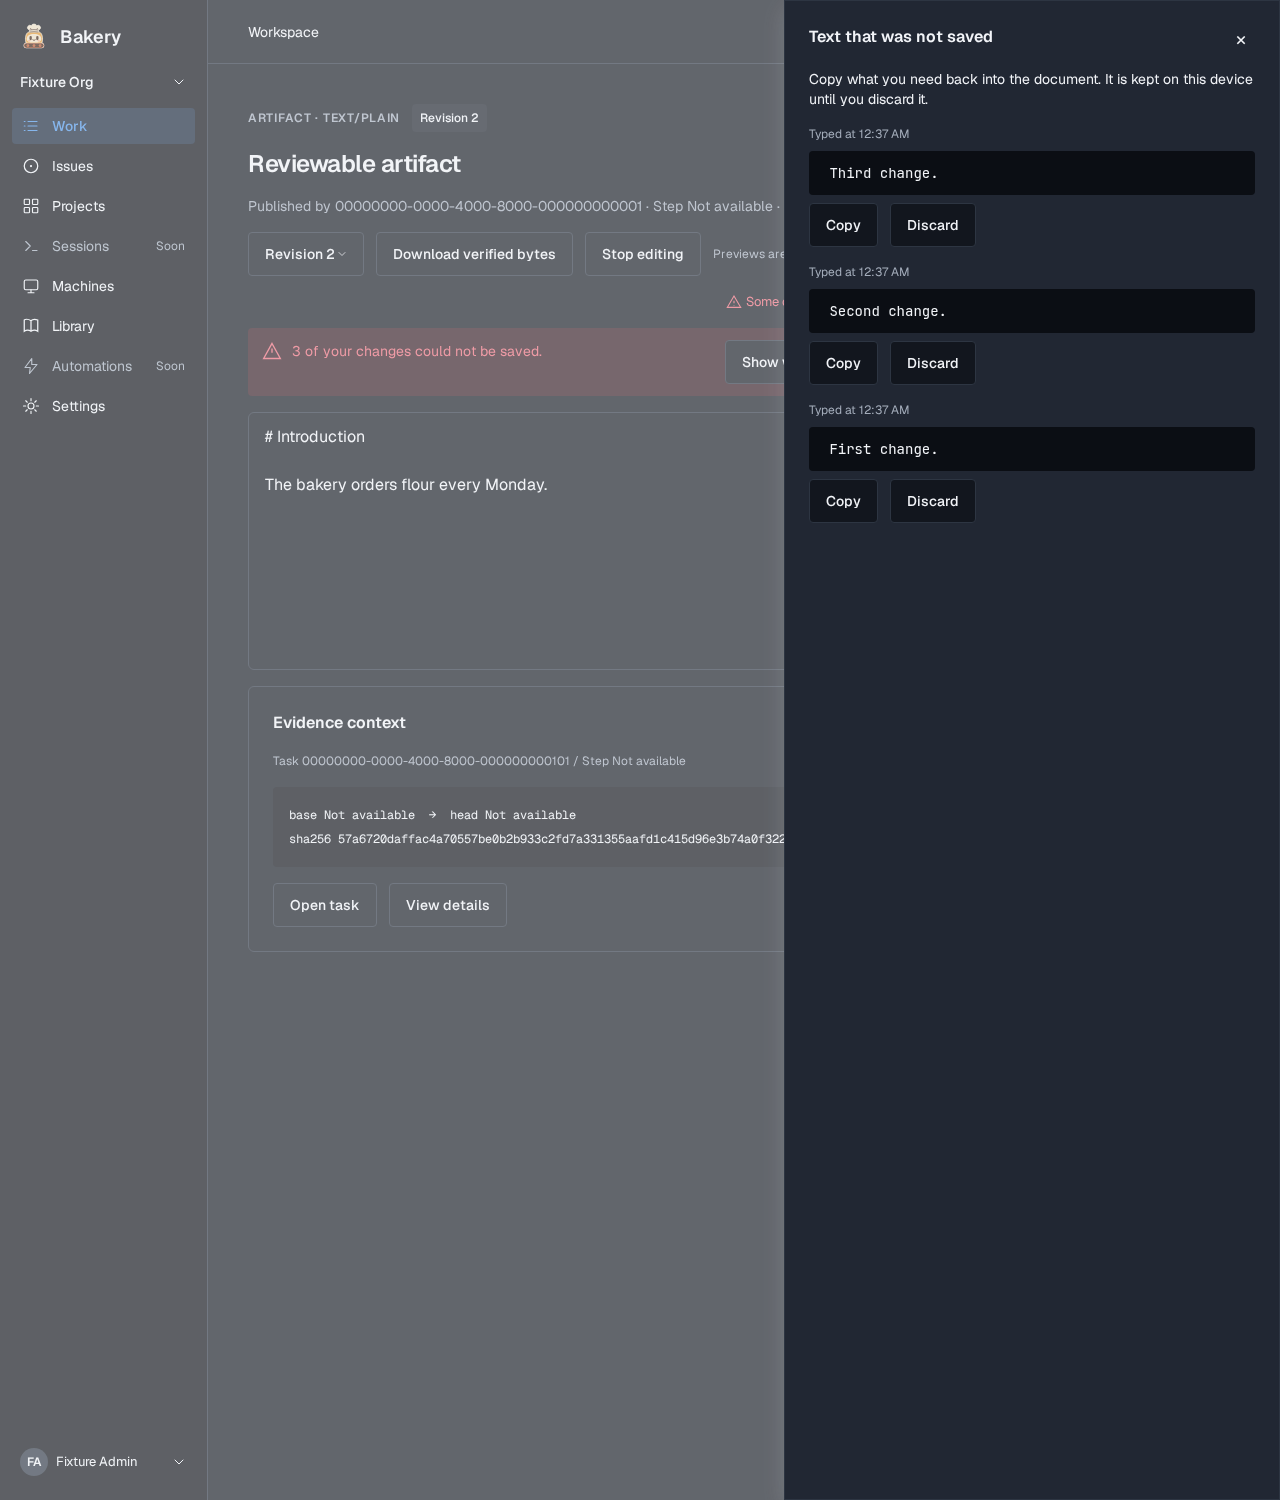 Bakery
Fixture Org
Work
Issues
Projects
Sessions Soon
Machines
Library
Automations Soon
Settings
FA Fixture Admin
Workspace
ARTIFACT · TEXT/PLAIN Revision 2
Reviewable artifact
Published by 00000000-0000-4000-8000-000000000001 · Step Not available ·
Revision 2 Download verified bytes Stop editing Previews are
Some
3 of your changes could not be saved. Show
# Introduction
The bakery orders flour every Monday.
Evidence context
Task 00000000-0000-4000-8000-000000000101 / Step Not available
base Not available → head Not available
sha256 57a6720daffac4a70557be0b2b933c2fd7a331355aafd1c415d96e3b74a0f322
Open task View details
Text that was not saved ×
Copy what you need back into the document. It is kept on this device
until you discard it.
Typed at 12:37 AM
Third change.
Copy Discard
Typed at 12:37 AM
Second change.
Copy Discard
Typed at 12:37 AM
First change.
Copy Discard